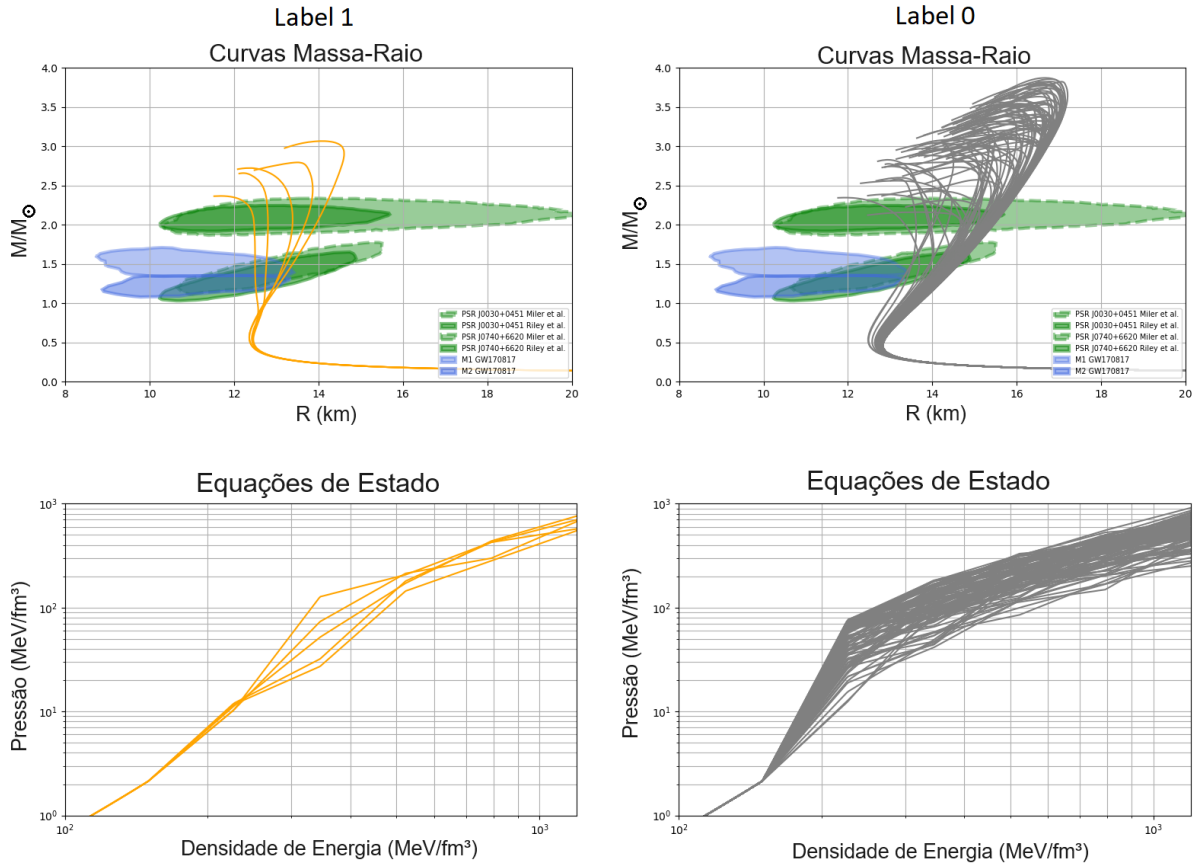 Label 1
Label 0
Curvas Massa-Raio
Curvas Massa-Raio
4.0
3.5
3.0
2.5
2.0
1.5
1.0
0.5
0.0
M/M⊙
8
10
12
14
16
18
20
R (km)
PSR J0030+0451 Miler et al.
PSR J0030+0451 Riley et al.
PSR J0740+6620 Miler et al.
PSR J0740+6620 Riley et al.
M1 GW170817
M2 GW170817
4.0
3.5
3.0
2.5
2.0
1.5
1.0
0.5
0.0
M/M⊙
8
10
12
14
16
18
20
R (km)
PSR J0030+0451 Miler et al.
PSR J0030+0451 Riley et al.
PSR J0740+6620 Miler et al.
PSR J0740+6620 Riley et al.
M1 GW170817
M2 GW170817
Equações de Estado
Equações de Estado
10³
10²
10¹
10⁰
Pressão (MeV/fm³)
10²
10³
Densidade de Energia (MeV/fm³)
10³
10²
10¹
10⁰
Pressão (MeV/fm³)
10²
10³
Densidade de Energia (MeV/fm³)